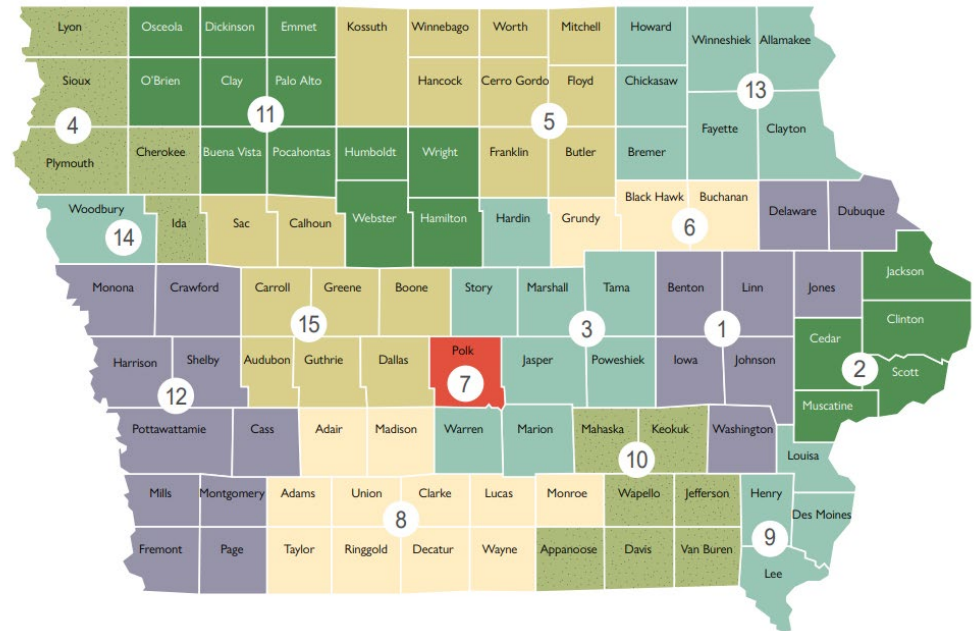 Lyon
Osceola
Dickinson
Emmet
Kossuth
Winnebago
Worth
Mitchell
Howard
Winneshiek
Allamakee
Sioux
O'Brien
Clay
Palo Alto
Hancock
Cerro Gordo
Floyd
Chickasaw
4
11
5
13
Plymouth
Cherokee
Buena Vista
Pocahontas
Humboldt
Wright
Franklin
Butler
Bremer
Fayette
Clayton
Woodbury
14
Ida
Sac
Calhoun
Webster
Hamilton
Hardin
Grundy
Black Hawk
Buchanan
6
Delaware
Dubuque
Jackson
Monona
Crawford
Carroll
Greene
Boone
Story
Marshall
Tama
Benton
Linn
Jones
Clinton
15
3
1
Cedar
Harrison
Shelby
12
Audubon
Guthrie
Dallas
Polk
7
Jasper
Poweshiek
Iowa
Johnson
2
Scott
Muscatine
Pottawattamie
Cass
Adair
Madison
Warren
Marion
Mahaska
Keokuk
10
Washington
Louisa
Mills
Montgomery
Adams
Union
Clarke
Lucas
Monroe
Wapello
Jefferson
Henry
Des Moines
8
9
Fremont
Page
Taylor
Ringgold
Decatur
Wayne
Appanoose
Davis
Van Buren
Lee